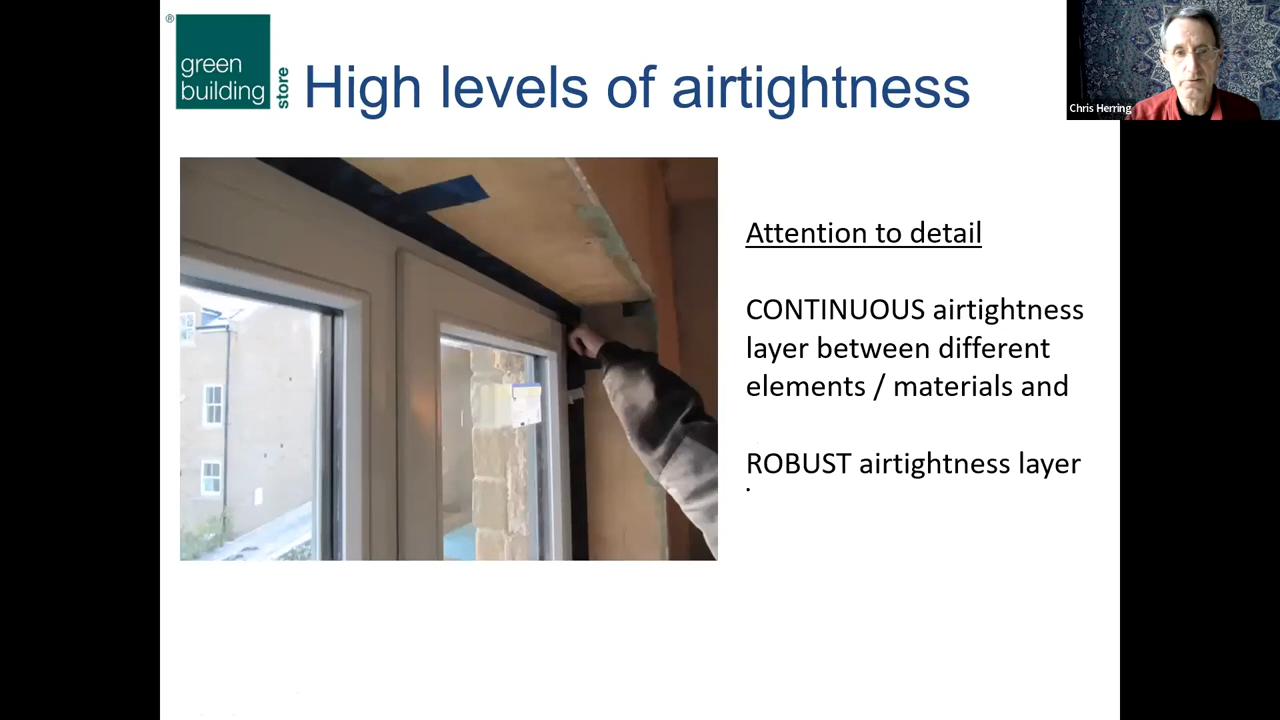 ®
green
building
store
High levels of airtightness
Chris Herring
Attention to detail
CONTINUOUS airtightness
layer between different
elements / materials and
ROBUST airtightness layer
.